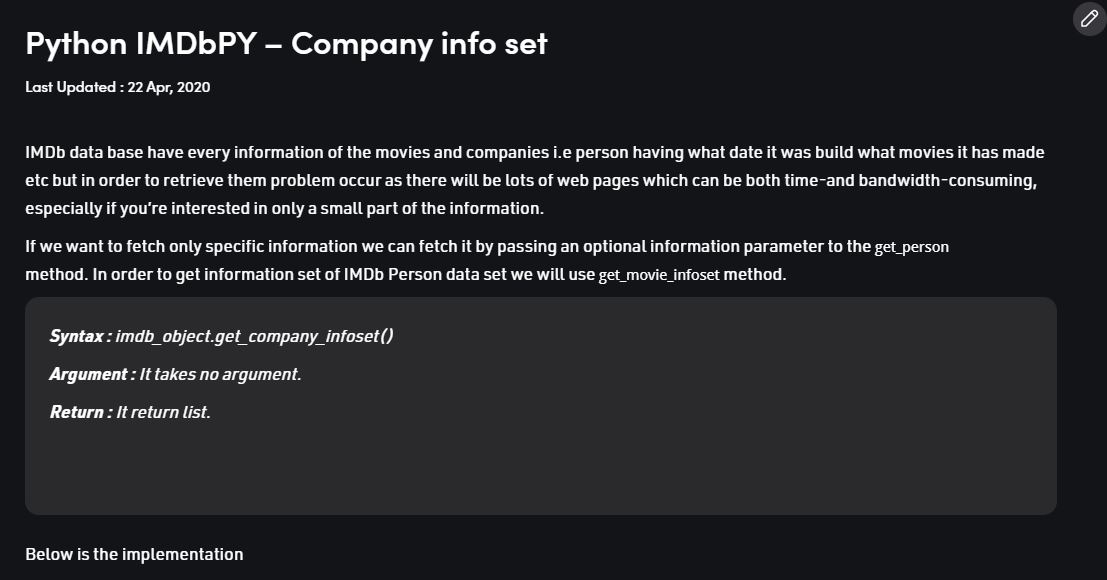 Python IMDbPY – Company info set
Last Updated : 22 Apr, 2020
IMDb data base have every information of the movies and companies i.e person having what date it was build what movies it has made
etc but in order to retrieve them problem occur as there will be lots of web pages which can be both time-and bandwidth-consuming,
especially if you’re interested in only a small part of the information.
If we want to fetch only specific information we can fetch it by passing an optional information parameter to the get_person
method. In order to get information set of IMDb Person data set we will use get_movie_infoset method.
Syntax : imdb_object.get_company_infoset()
Argument : It takes no argument.
Return : It return list.
Below is the implementation